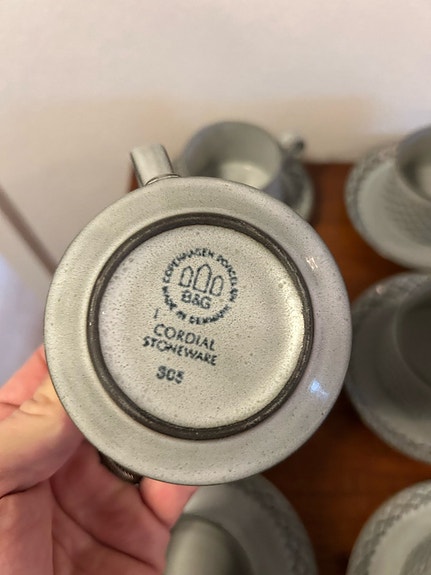 COPENHAGEN PORCELAIN
B&G
MADE IN DENMARK
CORDIAL
STONEWARE
305